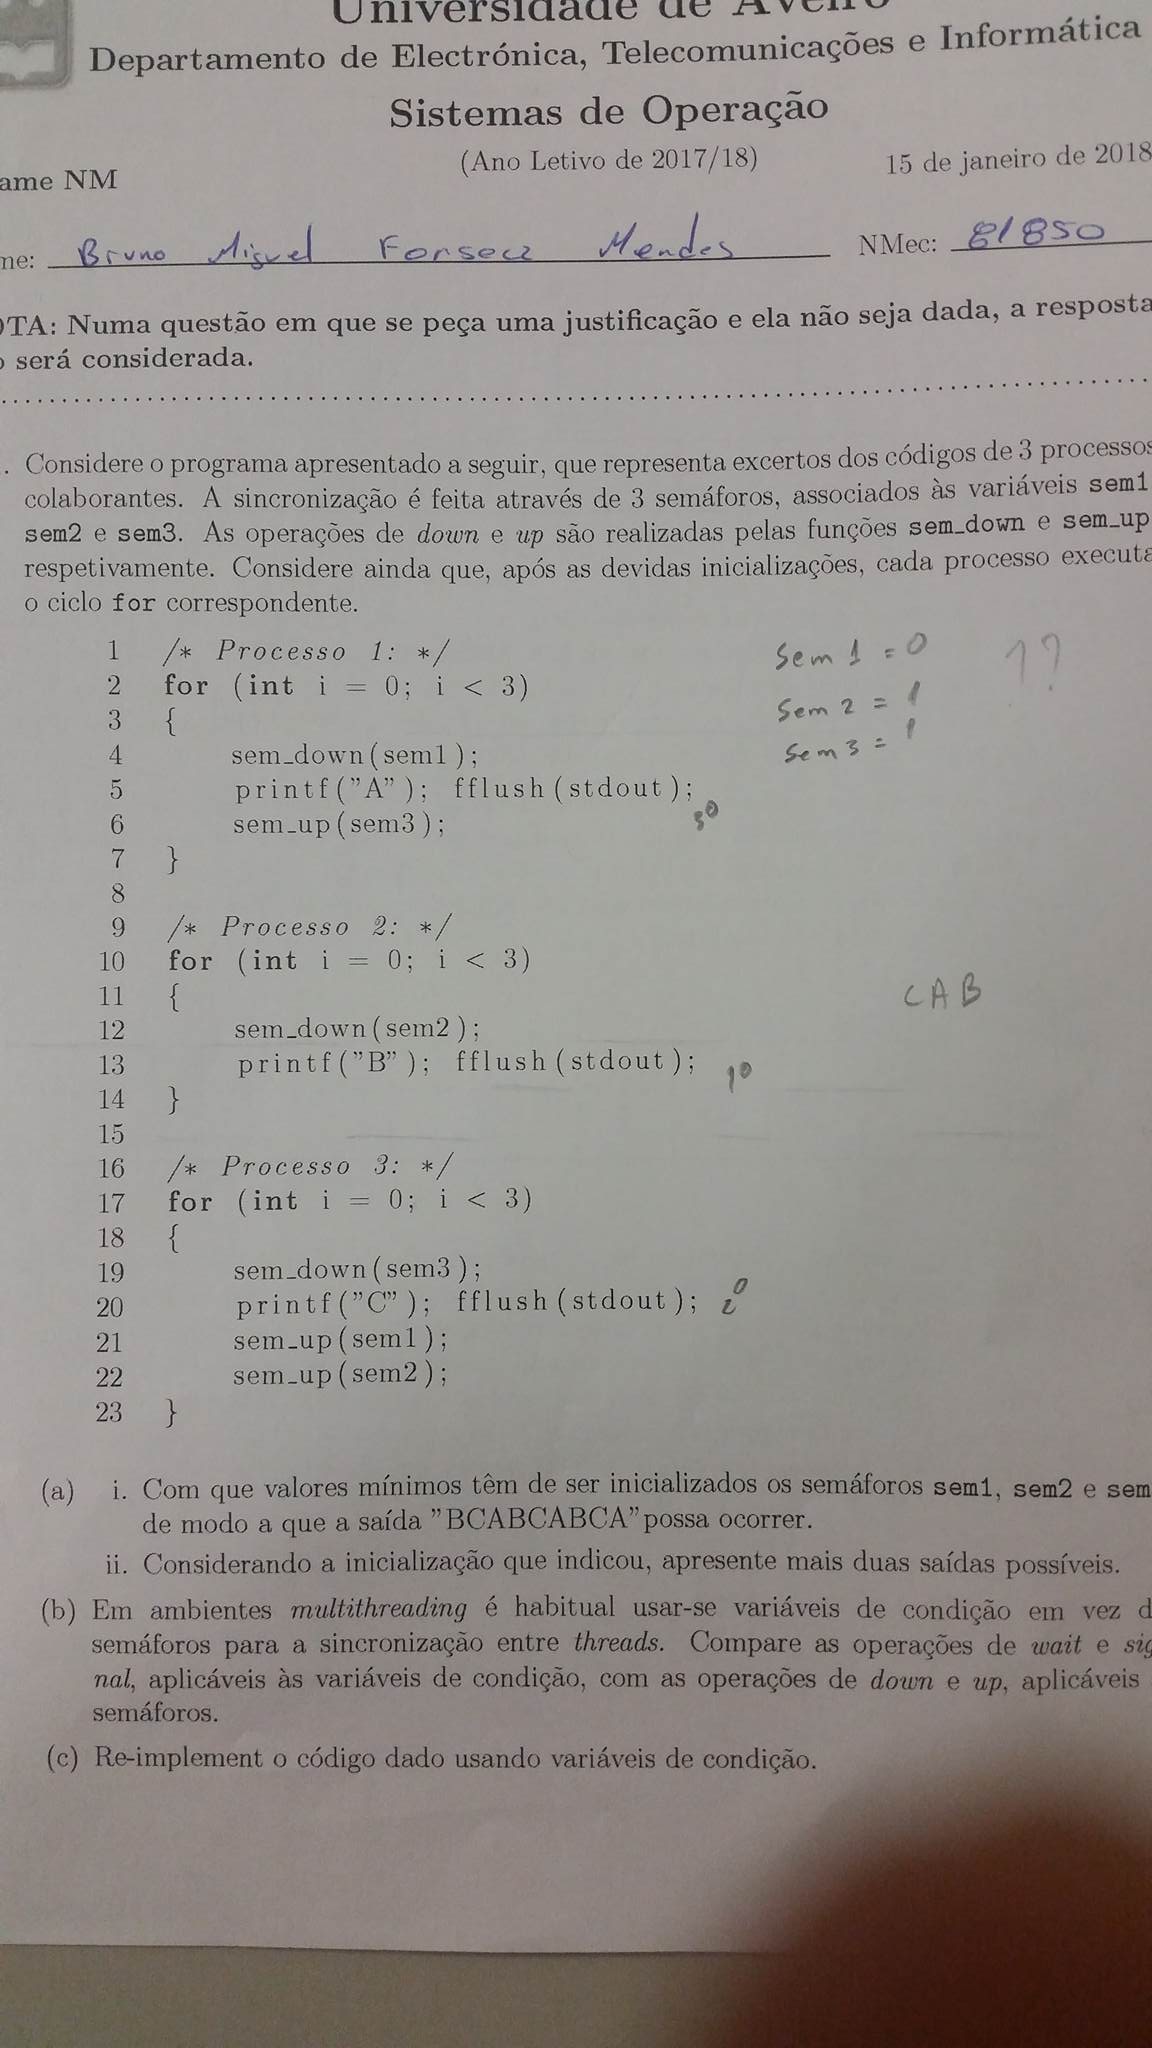 Universidade de Aveiro
Departamento de Electrónica, Telecomunicações e Informática
Sistemas de Operação
(Ano Letivo de 2017/18)
15 de janeiro de 2018
ame NM
me: Bruno Miguel Fonseca Mendes NMec: 81850
OTA: Numa questão em que se peça uma justificação e ela não seja dada, a resposta
o será considerada.
. Considere o programa apresentado a seguir, que representa excertos dos códigos de 3 processos
colaborantes. A sincronização é feita através de 3 semáforos, associados às variáveis sem1
sem2 e sem3. As operações de down e up são realizadas pelas funções sem_down e sem_up
respetivamente. Considere ainda que, após as devidas inicializações, cada processo executa
o ciclo for correspondente.
1 /* Processo 1: */ Sem 1 = 0 1?
2 for (int i = 0; i < 3)
3 { Sem 2 = 1
4 sem_down(sem1); Sem 3 = 1
5 printf("A"); fflush(stdout);
6 sem_up(sem3);
7 }
8
9 /* Processo 2: */
10 for (int i = 0; i < 3)
11 { CAB
12 sem_down(sem2);
13 printf("B"); fflush(stdout);
14 }
15
16 /* Processo 3: */
17 for (int i = 0; i < 3)
18 {
19 sem_down(sem3);
20 printf("C"); fflush(stdout);
21 sem_up(sem1);
22 sem_up(sem2);
23 }
(a) i. Com que valores mínimos têm de ser inicializados os semáforos sem1, sem2 e sem
de modo a que a saída "BCABCABCA" possa ocorrer.
ii. Considerando a inicialização que indicou, apresente mais duas saídas possíveis.
(b) Em ambientes multithreading é habitual usar-se variáveis de condição em vez d
semáforos para a sincronização entre threads. Compare as operações de wait e sig
nal, aplicáveis às variáveis de condição, com as operações de down e up, aplicáveis
semáforos.
(c) Re-implement o código dado usando variáveis de condição.